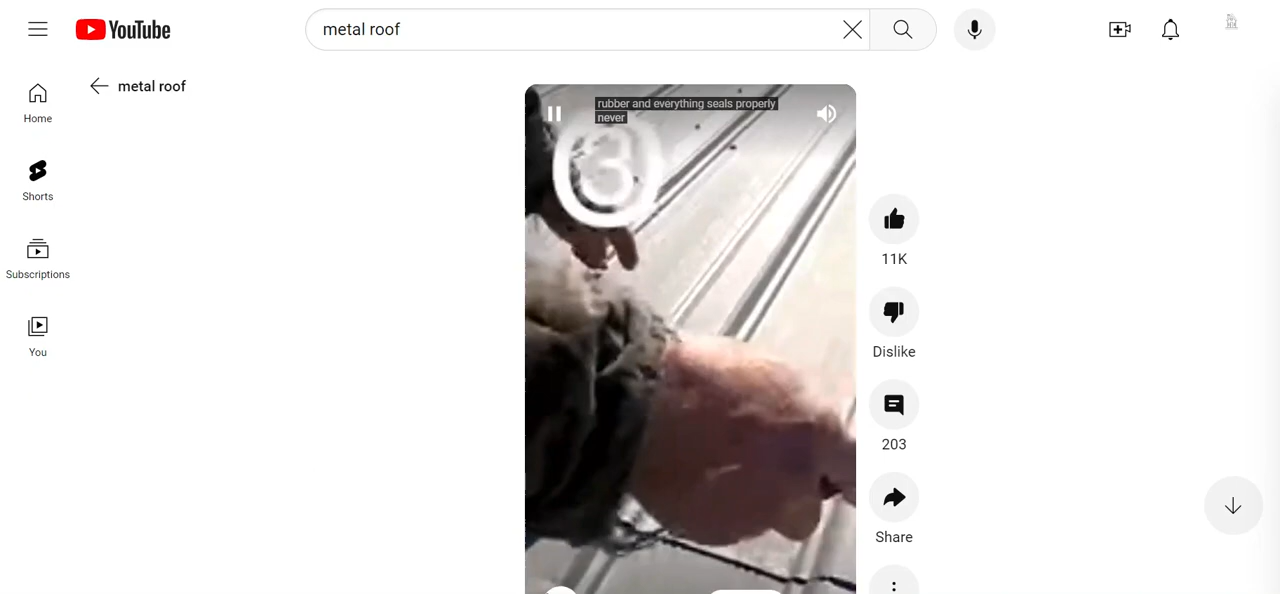 YouTube
metal roof
Home
metal roof
rubber and everything seals properly
never
3
Shorts
11K
Subscriptions
You
Dislike
203
Share